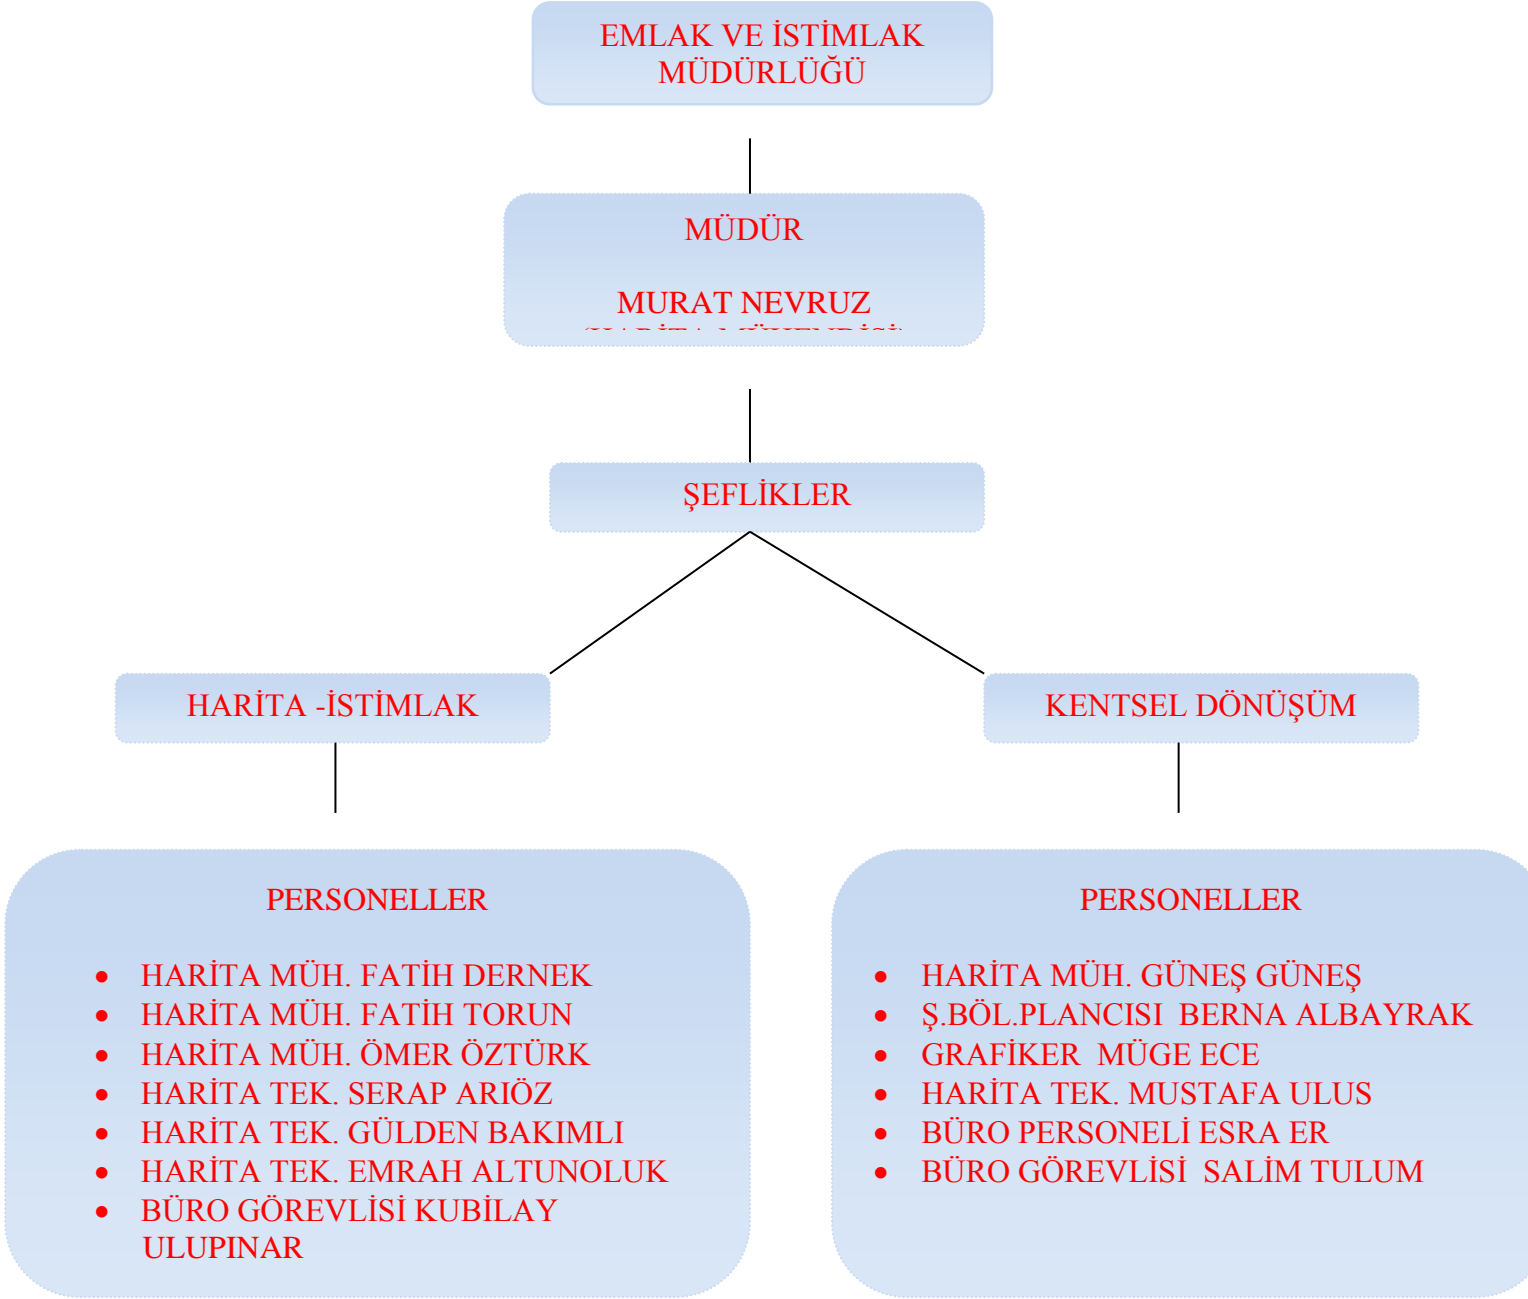 EMLAK VE İSTİMLAK
MÜDÜRLÜĞÜ
MÜDÜR
MURAT NEVRUZ
(HARİTA MÜHENDİSİ)
ŞEFLİKLER
HARİTA -İSTİMLAK
KENTSEL DÖNÜŞÜM
PERSONELLER
• HARİTA MÜH. FATİH DERNEK
• HARİTA MÜH. FATİH TORUN
• HARİTA MÜH. ÖMER ÖZTÜRK
• HARİTA TEK. SERAP ARIÖZ
• HARİTA TEK. GÜLDEN BAKIMLI
• HARİTA TEK. EMRAH ALTUNOLUK
• BÜRO GÖREVLİSİ KUBİLAY
ULUPINAR
PERSONELLER
• HARİTA MÜH. GÜNEŞ GÜNEŞ
• Ş.BÖL.PLANCISI  BERNA ALBAYRAK
• GRAFİKER  MÜGE ECE
• HARİTA TEK. MUSTAFA ULUS
• BÜRO PERSONELİ ESRA ER
• BÜRO GÖREVLİSİ  SALİM TULUM